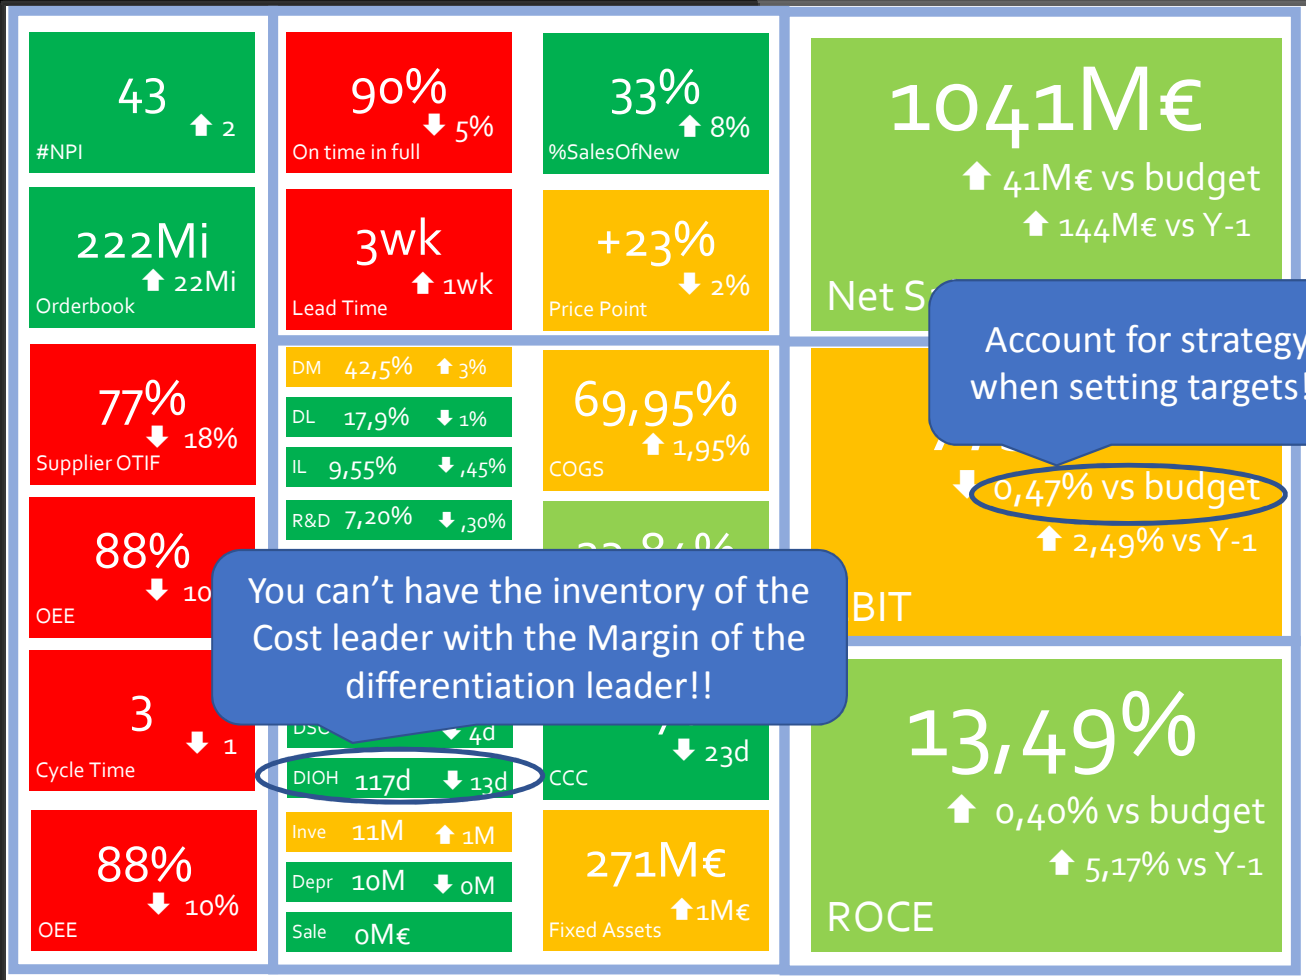 43
↑ 2
#NPI
222Mi
↑ 22Mi
Orderbook
77%
↓ 18%
Supplier OTIF
88%
↓ 10
OEE
3
↓ 1
Cycle Time
88%
↓ 10%
OEE
90%
↓ 5%
On time in full
33%
↑ 8%
%SalesOfNew
3wk
↑ 1wk
Lead Time
+23%
↓ 2%
Price Point
DM 42,5% ↑ 3%
DL 17,9% ↓ 1%
IL 9,55% ↓ ,45%
R&D 7,20% ↓ ,30%
69,95%
↑ 1,95%
COGS
You can’t have the inventory of the
Cost leader with the Margin of the
differentiation leader!!
↓ 4d
DIOH 117d ↓ 13d
↓ 23d
CCC
Inve 11M ↑ 1M
Depr 10M ↓ 0M
Sale 0M€
271M€
↑1M€
Fixed Assets
1041M€
↑ 41M€ vs budget
↑ 144M€ vs Y-1
Net S
Account for strategy
when setting targets!
↓ 0,47% vs budget
↑ 2,49% vs Y-1
BIT
13,49%
↑ 0,40% vs budget
↑ 5,17% vs Y-1
ROCE